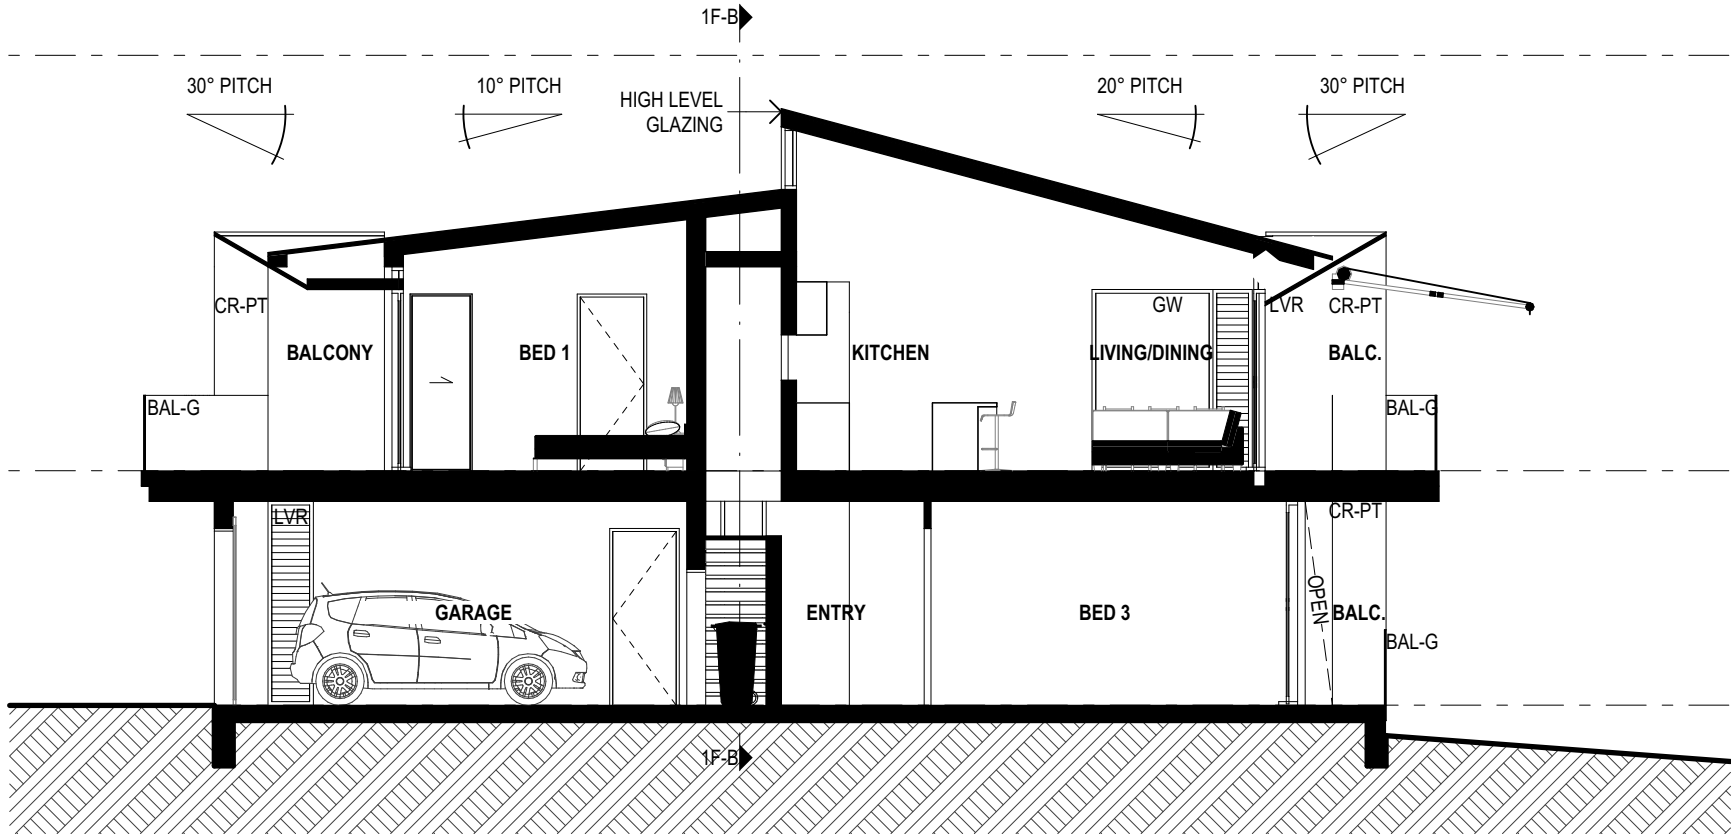 1F-B
30° PITCH
10° PITCH
HIGH LEVEL
GLAZING
20° PITCH
30° PITCH
CR-PT
GW
LVR
CR-PT
BALCONY
BED 1
KITCHEN
LIVING/DINING
BALC.
BAL-G
BAL-G
LVR
CR-PT
GARAGE
ENTRY
BED 3
OPEN
BALC.
BAL-G
1F-B